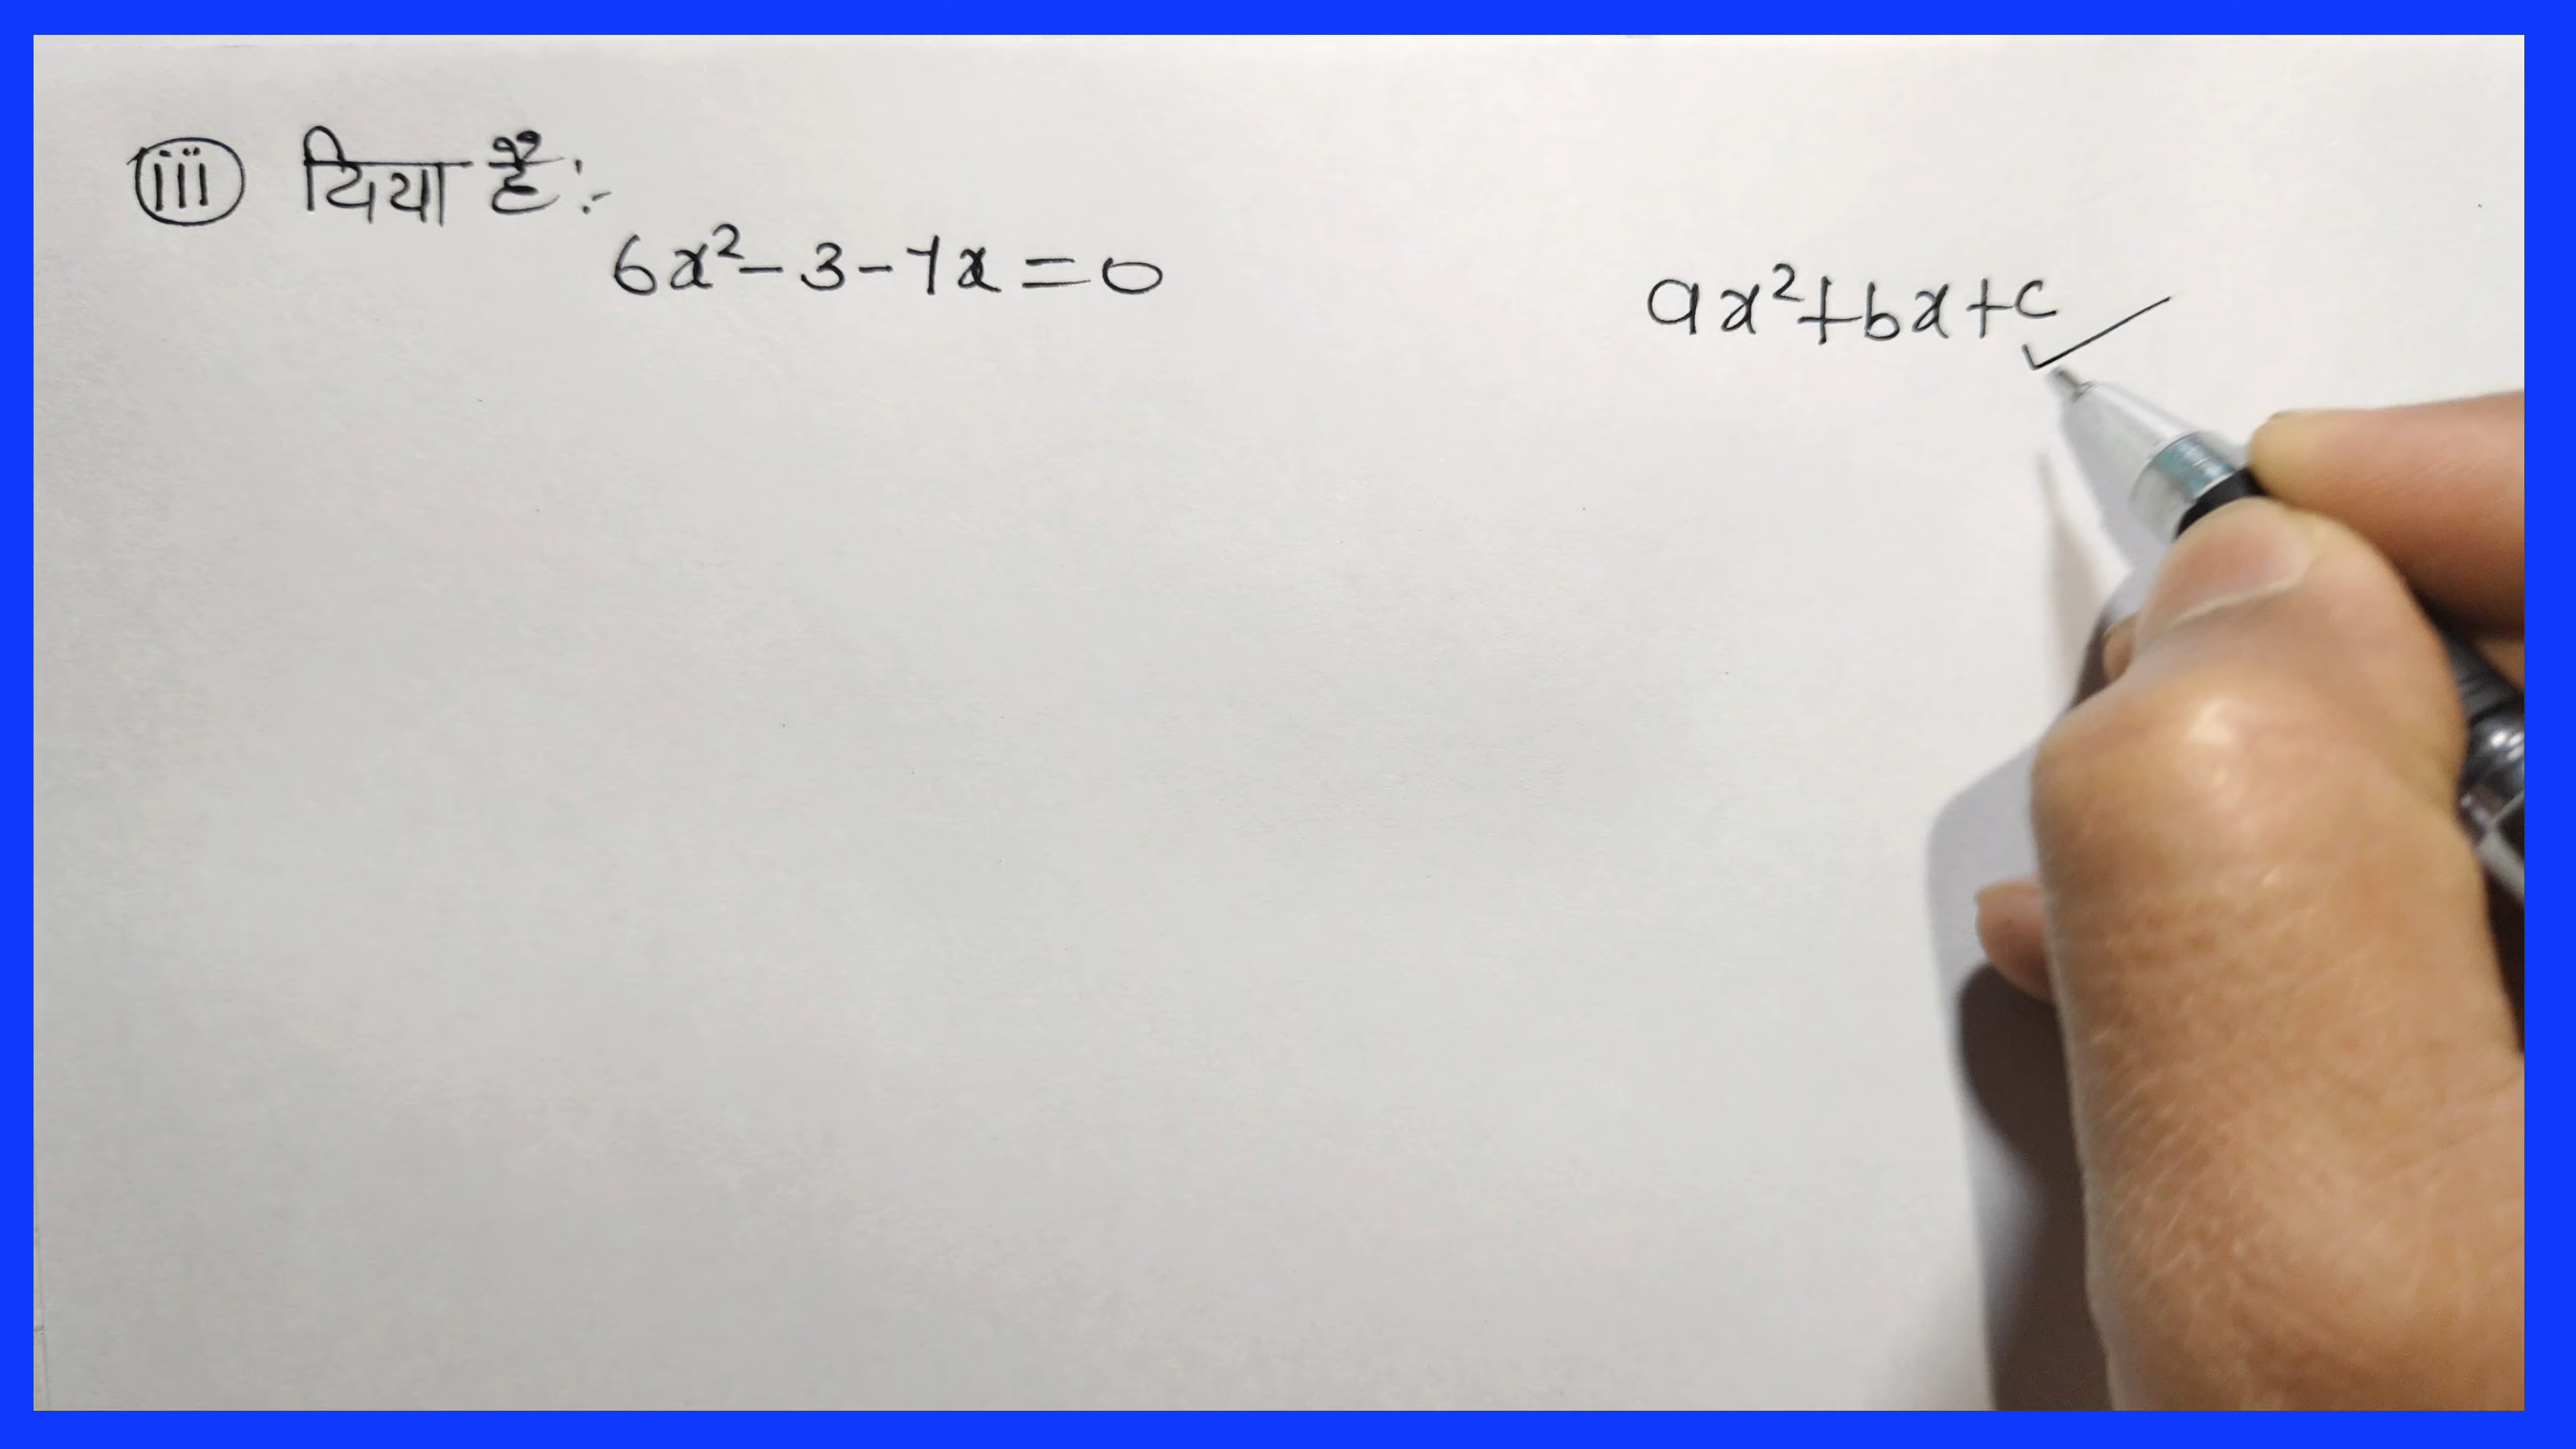 (iii) दिया है :-
6x² - 3 - 7x = 0
ax² + bx + c